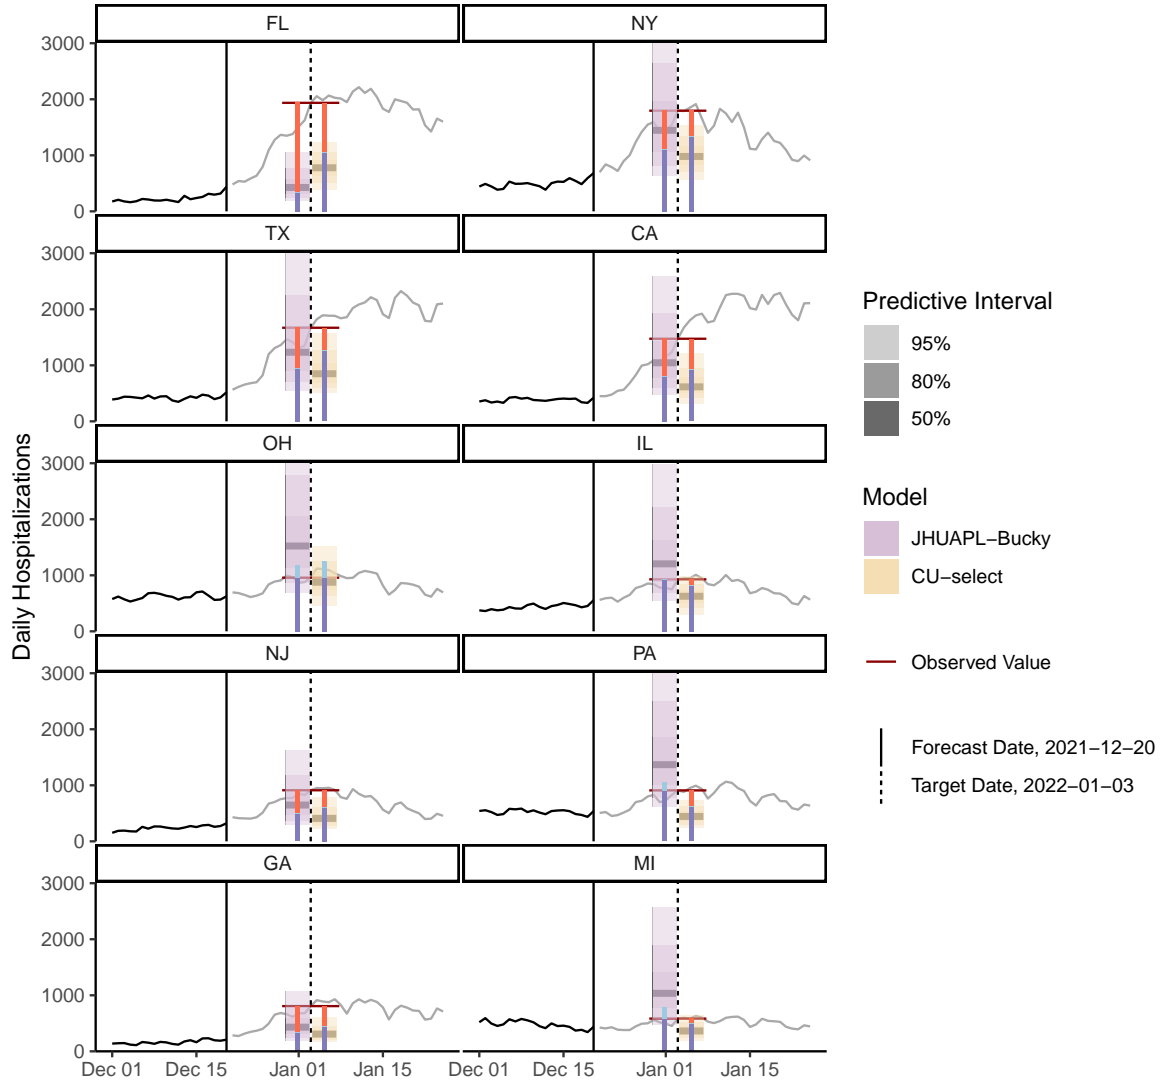 FL
NY
3000
2000
1000
0
TX
CA
3000
2000
1000
0
OH
IL
3000
2000
1000
0
NJ
PA
3000
2000
1000
0
GA
MI
3000
2000
1000
0
Dec 01
Dec 15
Jan 01
Jan 15
Dec 01
Dec 15
Jan 01
Jan 15
Daily Hospitalizations
Predictive Interval
95%
80%
50%
Model
JHUAPL−Bucky
CU−select
Observed Value
Forecast Date, 2021−12−20
Target Date, 2022−01−03